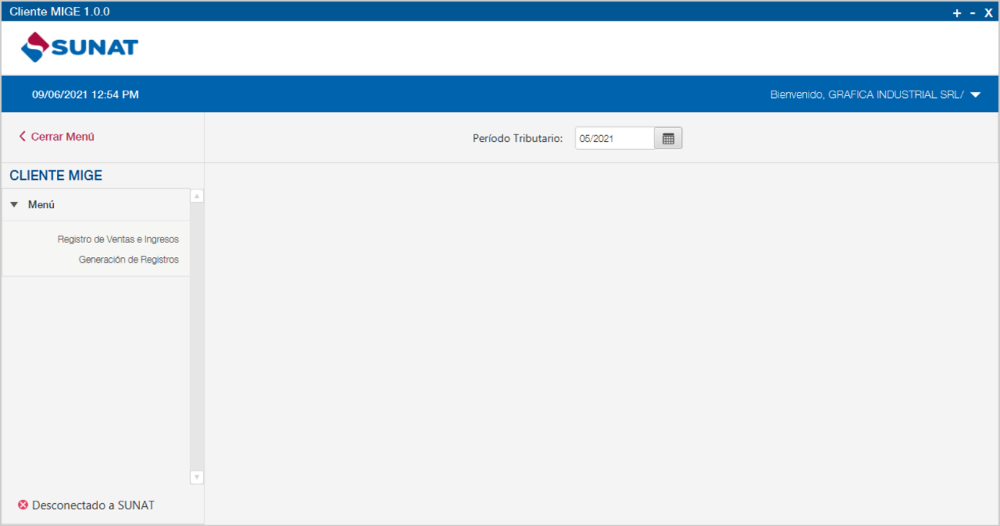 Cliente MIGE 1.0.0
+ - X
SUNAT
09/06/2021 12:54 PM
Bienvenido, GRAFICA INDUSTRIAL SRL/
Cerrar Menú
Período Tributario: 05/2021
CLIENTE MIGE
Menú
Registro de Ventas e Ingresos
Generación de Registros
Desconectado a SUNAT